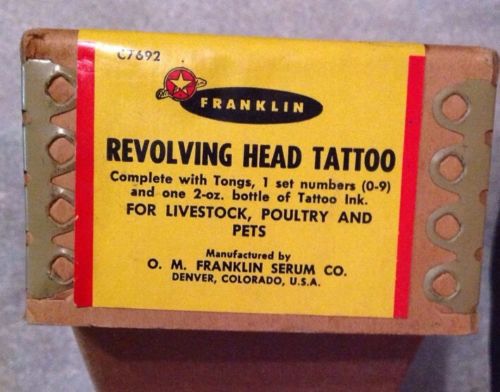 C7692
FRANKLIN
REVOLVING HEAD TATTOO
Complete with Tongs, 1 set numbers (0-9)
and one 2-oz. bottle of Tattoo Ink.
FOR LIVESTOCK, POULTRY AND
PETS
Manufactured by
O. M. FRANKLIN SERUM CO.
DENVER, COLORADO, U.S.A.